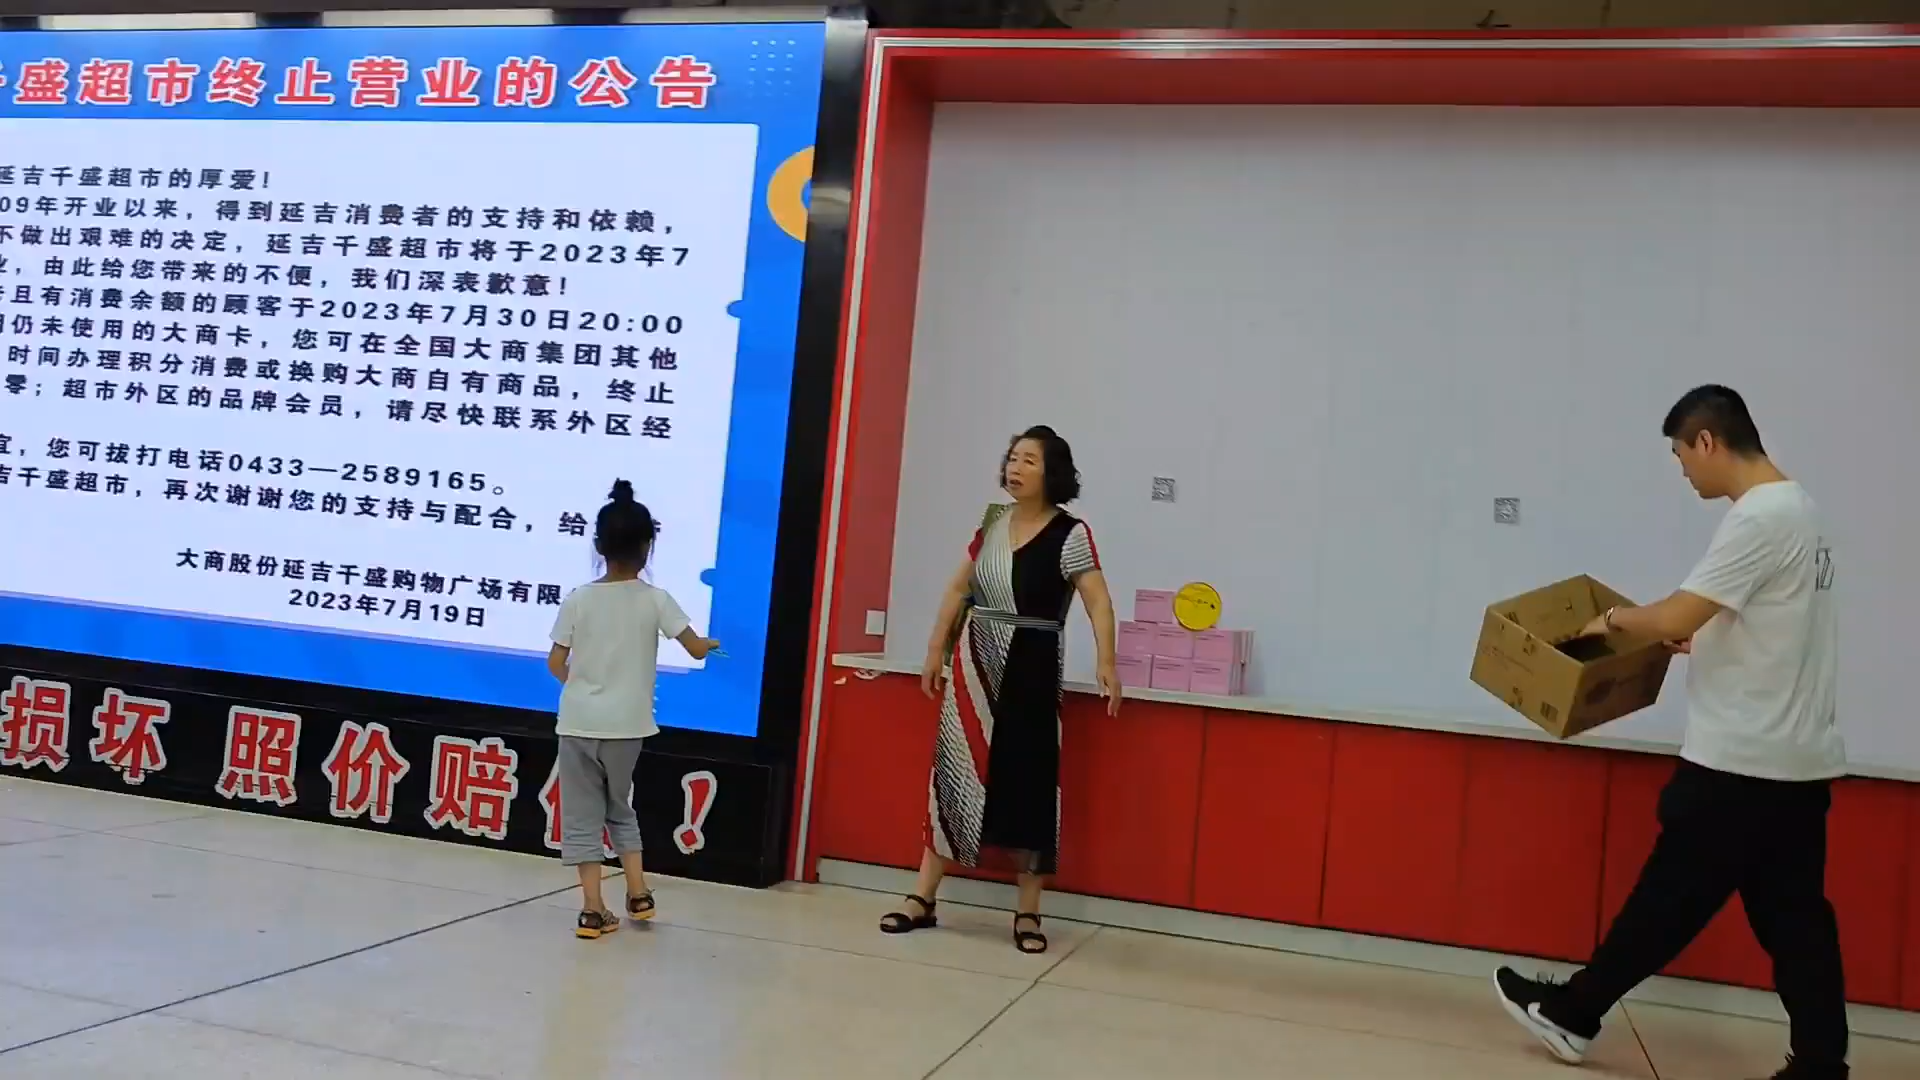 盛超市终止营业的公告
延吉千盛超市的厚爱！
09年开业以来，得到延吉消费者的支持和依赖，
不做出艰难的决定，延吉千盛超市将于2023年7
业，由此给您带来的不便，我们深表歉意！
且有消费余额的顾客于2023年7月30日20:00
仍未使用的大商卡，您可在全国大商集团其他
时间办理积分消费或换购大商自有商品，终止
零；超市外区的品牌会员，请尽快联系外区经
宜，您可拔打电话0433—2589165。
吉千盛超市，再次谢谢您的支持与配合，给
大商股份延吉千盛购物广场有限
2023年7月19日
损坏 照价赔 ！